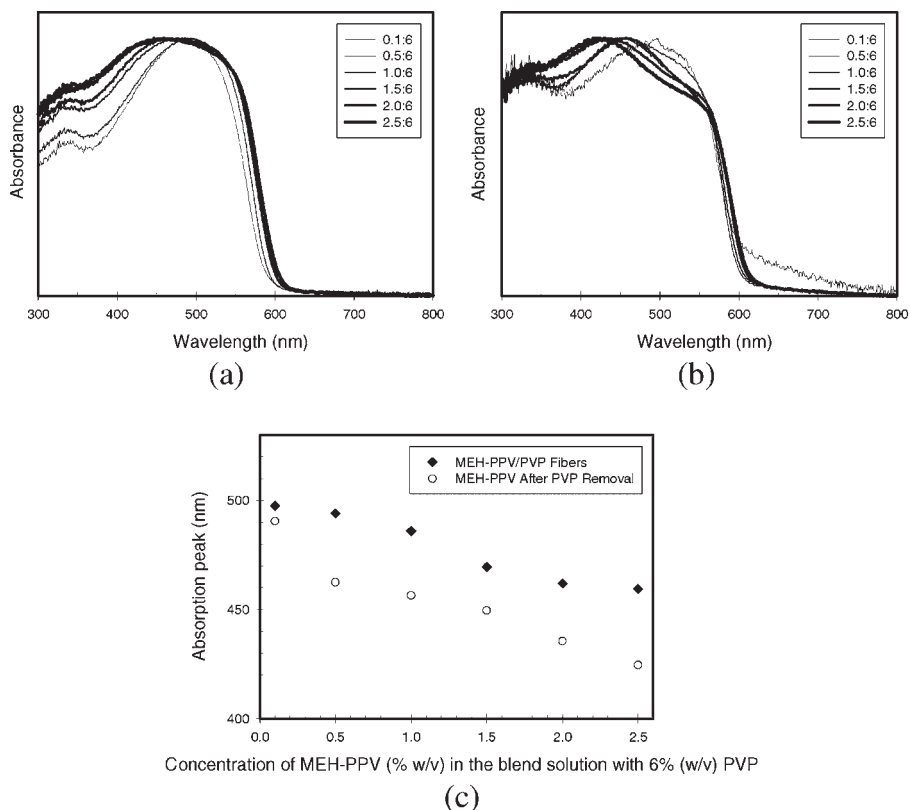 Absorbance
0.1:6
0.5:6
1.0:6
1.5:6
2.0:6
2.5:6
300 400 500 600 700 800
Wavelength (nm)
(a)
Absorbance
0.1:6
0.5:6
1.0:6
1.5:6
2.0:6
2.5:6
300 400 500 600 700 800
Wavelength (nm)
(b)
Absorption peak (nm)
MEH-PPV/PVP Fibers
MEH-PPV After PVP Removal
500
450
400
0.0 0.5 1.0 1.5 2.0 2.5
Concentration of MEH-PPV (% w/v) in the blend solution with 6% (w/v) PVP
(c)